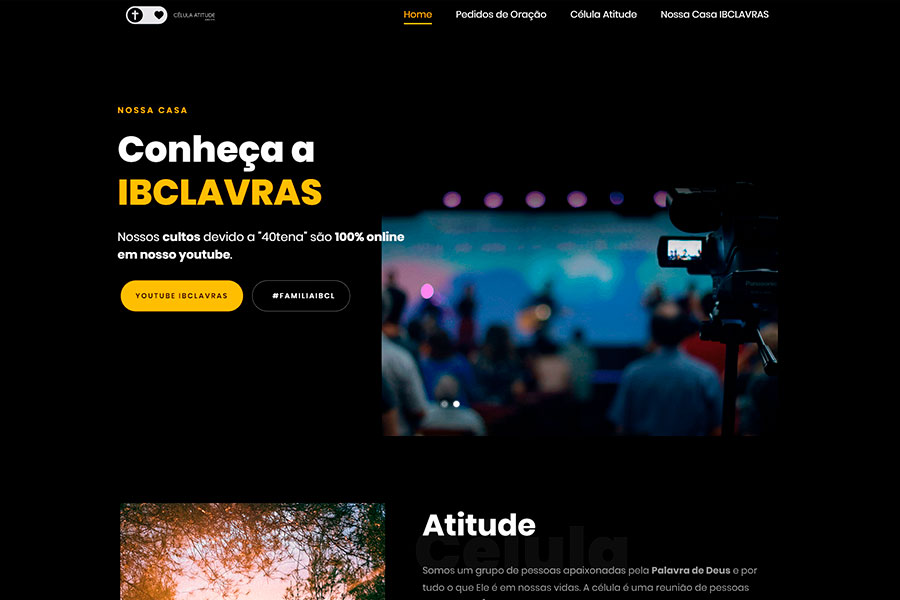 CÉLULA ATITUDE
Home
Pedidos de Oração
Célula Atitude
Nossa Casa IBCLAVRAS
NOSSA CASA
Conheça a
IBCLAVRAS
Nossos cultos devido a "40tena" são 100% online
em nosso youtube.
YOUTUBE IBCLAVRAS
#FAMILIAIBCL
Panasonic
Atitude
Célula
Somos um grupo de pessoas apaixonadas pela Palavra de Deus e por
tudo o que Ele é em nossas vidas. A célula é uma reunião de pessoas